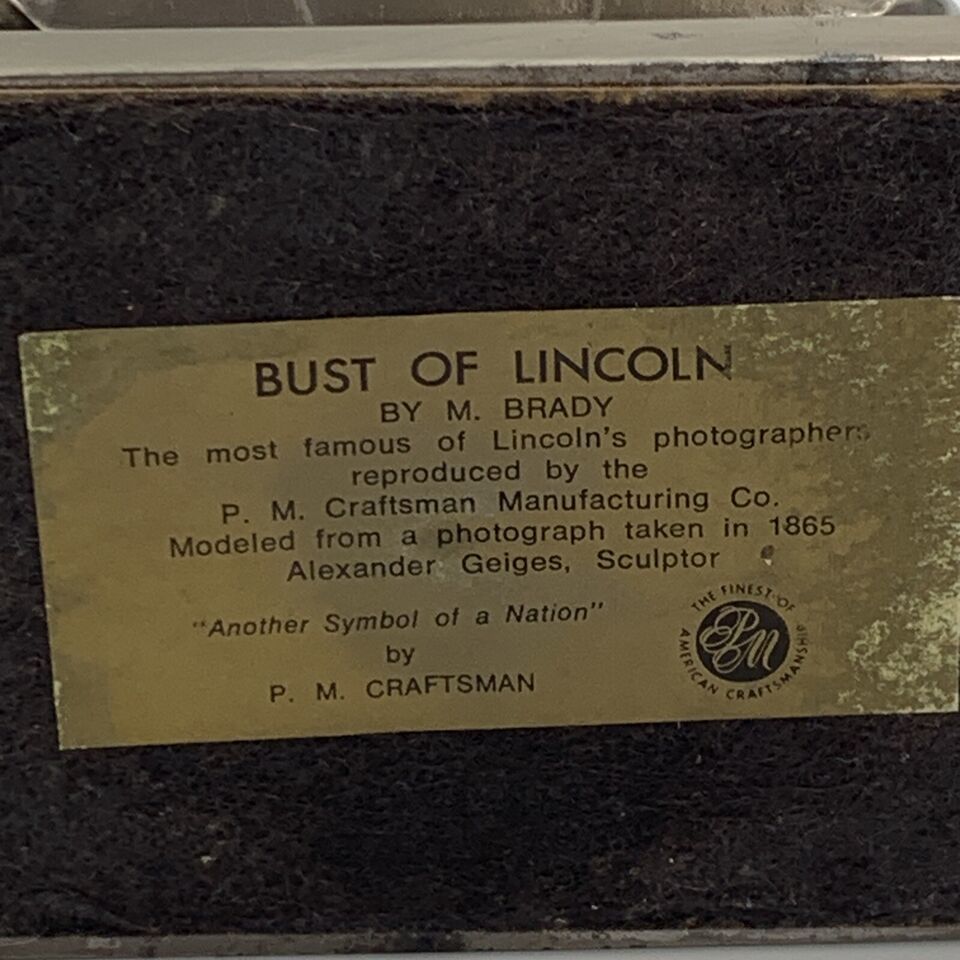 BUST OF LINCOLN
BY M. BRADY
The most famous of Lincoln's photographers
reproduced by the
P. M. Craftsman Manufacturing Co.
Modeled from a photograph taken in 1865
Alexander Geiges, Sculptor
"Another Symbol of a Nation"
by
P. M. CRAFTSMAN
THE FINEST OF
PM
AMERICAN CRAFTSMANSHIP